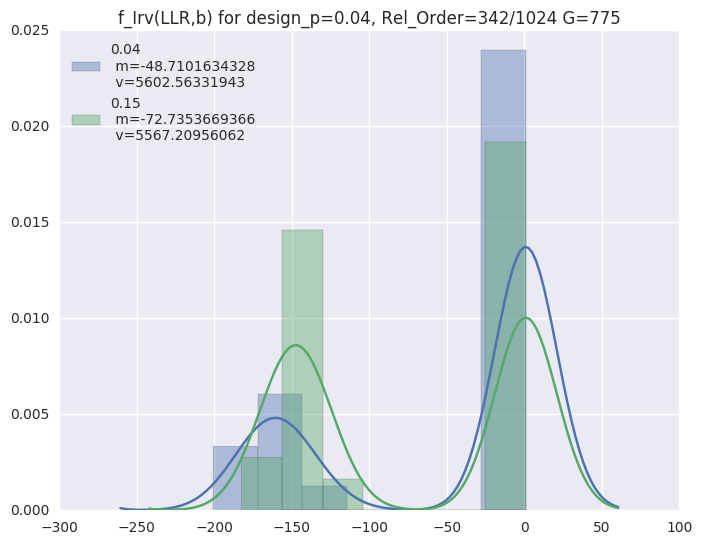 f_Irv(LLR,b) for design_p=0.04, Rel_Order=342/1024 G=775
0.025
0.04
m=-48.7101634328
v=5602.56331943
0.15
m=-72.7353669366
v=5567.20956062
0.020
0.015
0.010
0.005
0.000
−300 −250 −200 −150 −100 −50 0 50 100